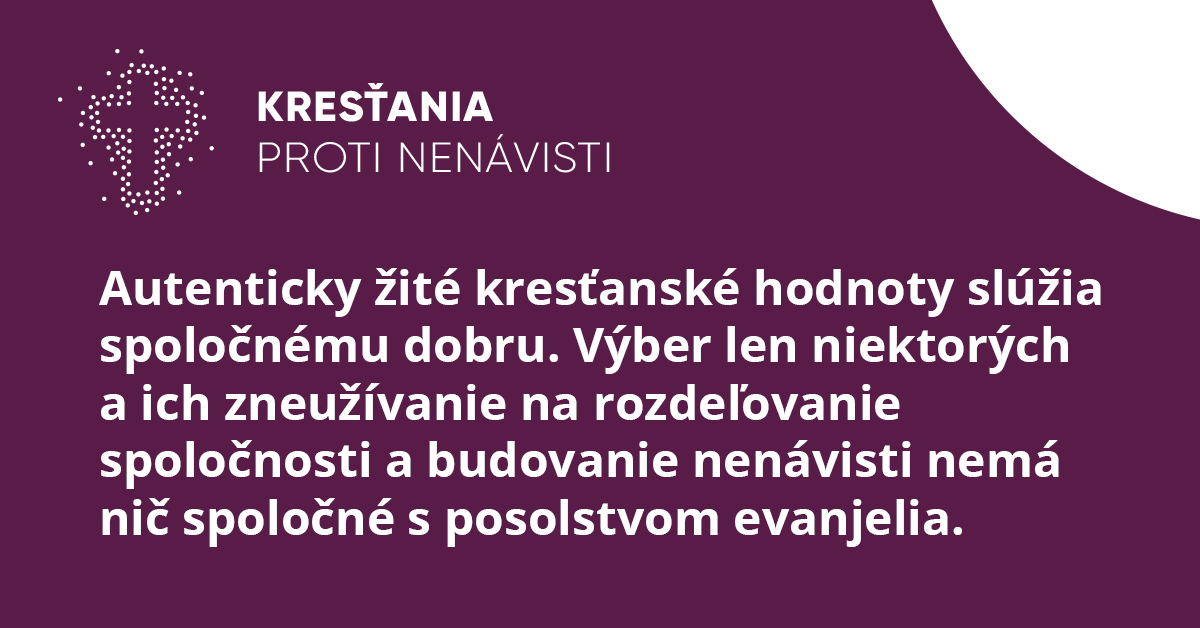 KRESŤANIA
PROTI NENÁVISTI
Autenticky žité kresťanské hodnoty slúžia
spoločnému dobru. Výber len niektorých
a ich zneužívanie na rozdeľovanie
spoločnosti a budovanie nenávisti nemá
nič spoločné s posolstvom evanjelia.